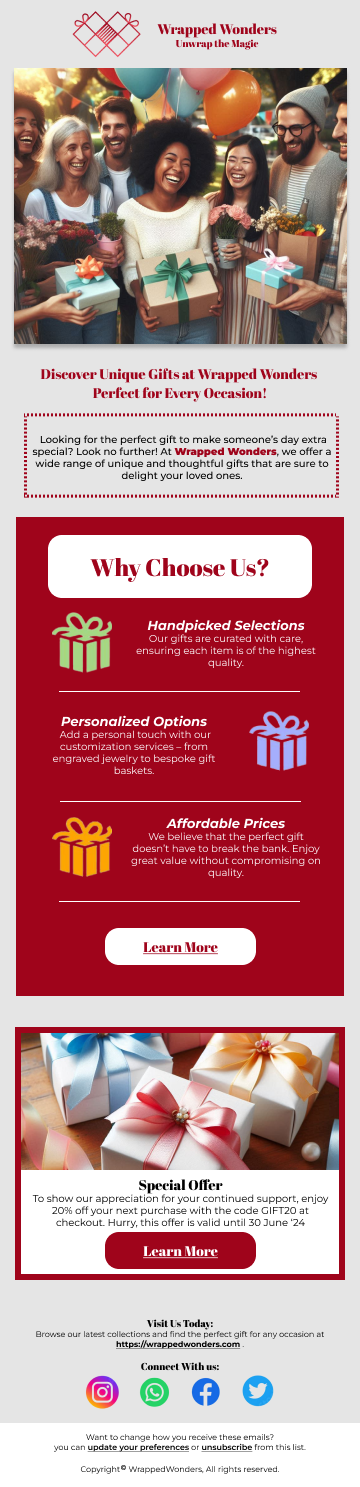 Wrapped Wonders
Unwrap the Magic
Discover Unique Gifts at Wrapped Wonders
Perfect for Every Occasion!
Looking for the perfect gift to make someone's day extra
special? Look no further! At Wrapped Wonders, we offer a
wide range of unique and thoughtful gifts that are sure to
delight your loved ones.
Why Choose Us?
Handpicked Selections
Our gifts are curated with care,
ensuring each item is of the highest
quality.
Personalized Options
Add a personal touch with our
customization services – from
engraved jewelry to bespoke gift
baskets.
Affordable Prices
We believe that the perfect gift
doesn't have to break the bank. Enjoy
great value without compromising on
quality.
Learn More
Special Offer
To show our appreciation for your continued support, enjoy
20% off your next purchase with the code GIFT20 at
checkout. Hurry, this offer is valid until 30 June '24
Learn More
Visit Us Today:
Browse our latest collections and find the perfect gift for any occasion at
https://wrappedwonders.com .
Connect With us:
Want to change how you receive these emails?
you can update your preferences or unsubscribe from this list.
Copyright© WrappedWonders, All rights reserved.